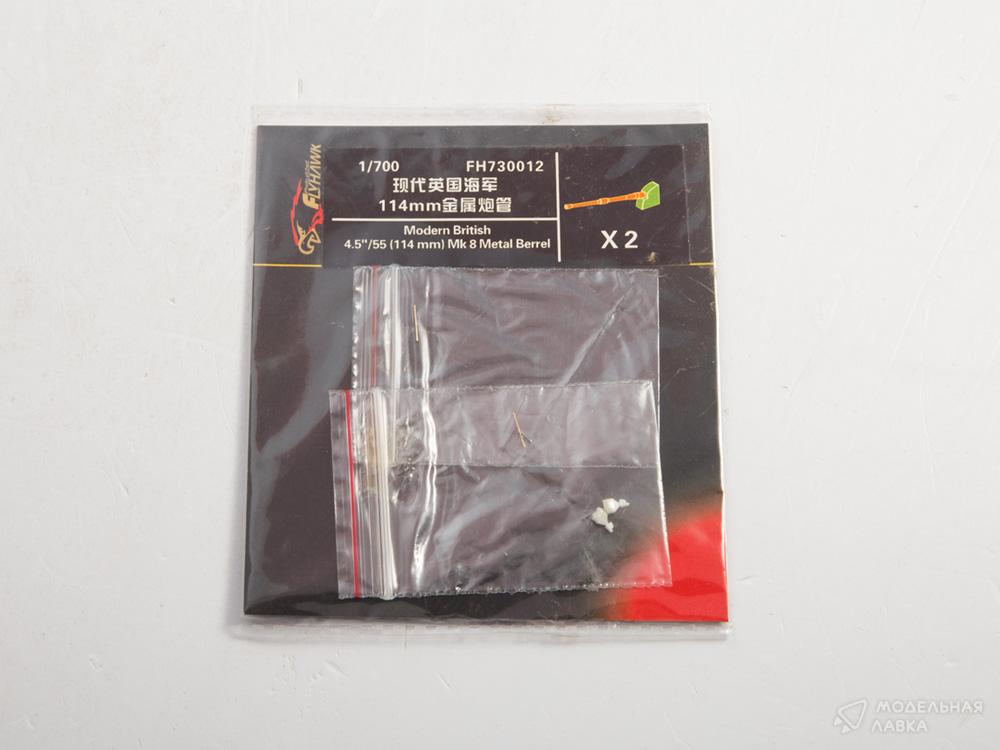 FLYHAWK
1/700 FH730012
现代英国海军
114mm金属炮管
Modern British
4.5"/55 (114 mm) Mk 8 Metal Berrel
X 2
МОДЕЛЬНАЯ
ЛАВКА